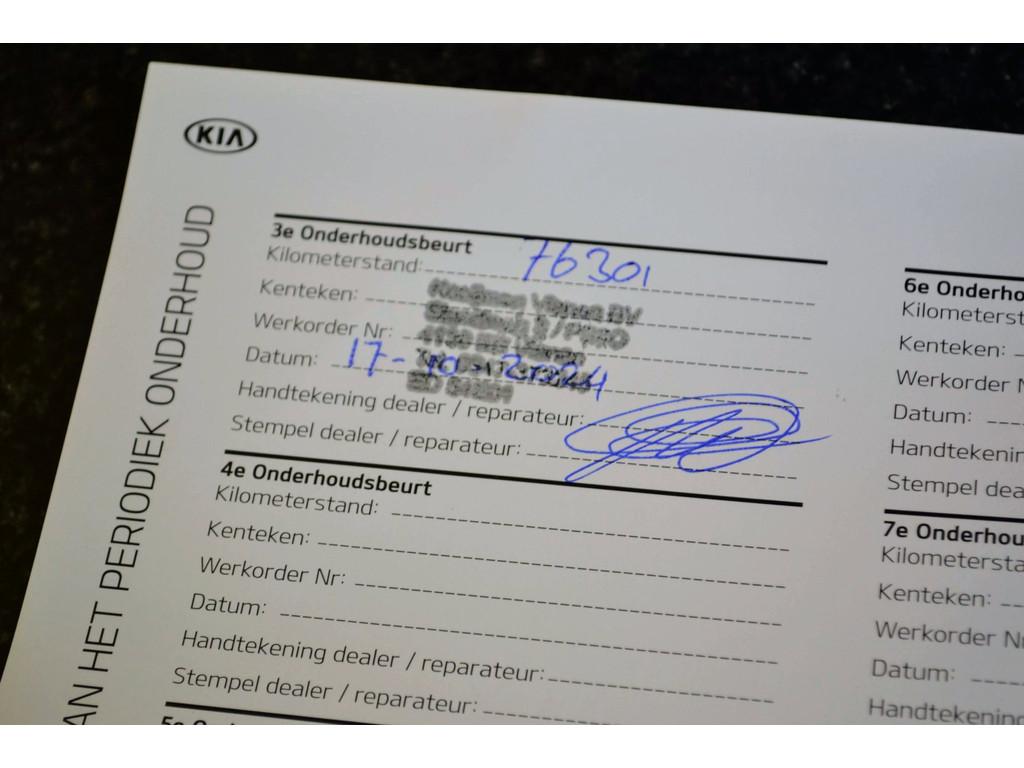 KIA
AN HET PERIODIEK ONDERHOUD
3e Onderhoudsbeurt
Kilometerstand: 76301
Kenteken:
Werkorder Nr:
Datum: 17-10-2024
Handtekening dealer / reparateur:
Stempel dealer / reparateur:
4e Onderhoudsbeurt
Kilometerstand:
Kenteken:
Werkorder Nr:
Datum:
Handtekening dealer / reparateur:
Stempel dealer / reparateur:
6e Onderho
Kilometerst
Kenteken:
Werkorder N
Datum:
Handtekenin
Stempel dea
7e Onderhou
Kilometersta
Kenteken:
Werkorder Nr
Datum:
Handtekening